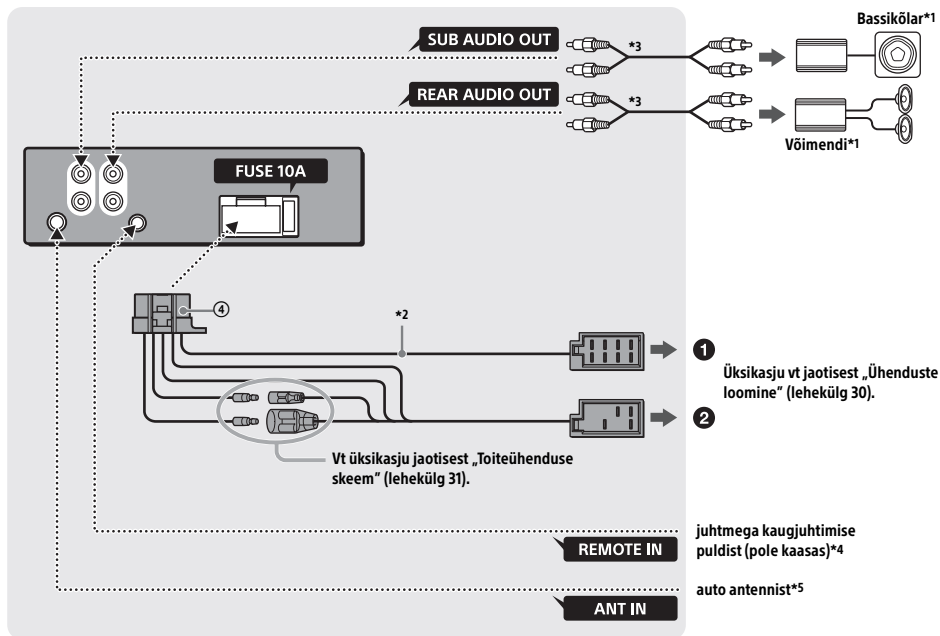 Bassikõlar*1
SUB AUDIO OUT
*3
REAR AUDIO OUT
*3
Võimendi*1
FUSE 10A
④
*2
❶
Üksikasju vt jaotisest „Ühenduste
loomine” (lehekülg 30).
❷
Vt üksikasju jaotisest „Toiteühenduse
skeem” (lehekülg 31).
juhtmega kaugjuhtimise
puldist (pole kaasas)*4
REMOTE IN
auto antennist*5
ANT IN